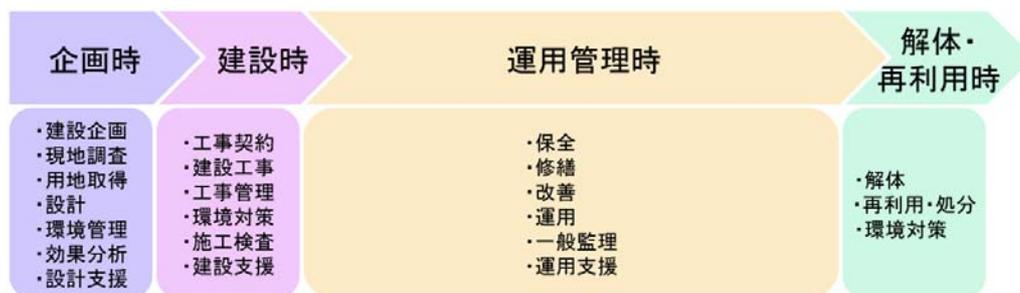 企画時
・建設企画
・現地調査
・用地取得
・設計
・環境管理
・効果分析
・設計支援
建設時
・工事契約
・建設工事
・工事管理
・環境対策
・施工検査
・建設支援
運用管理時
・保全
・修繕
・改善
・運用
・一般監理
・運用支援
解体・
再利用時
・解体
・再利用・処分
・環境対策